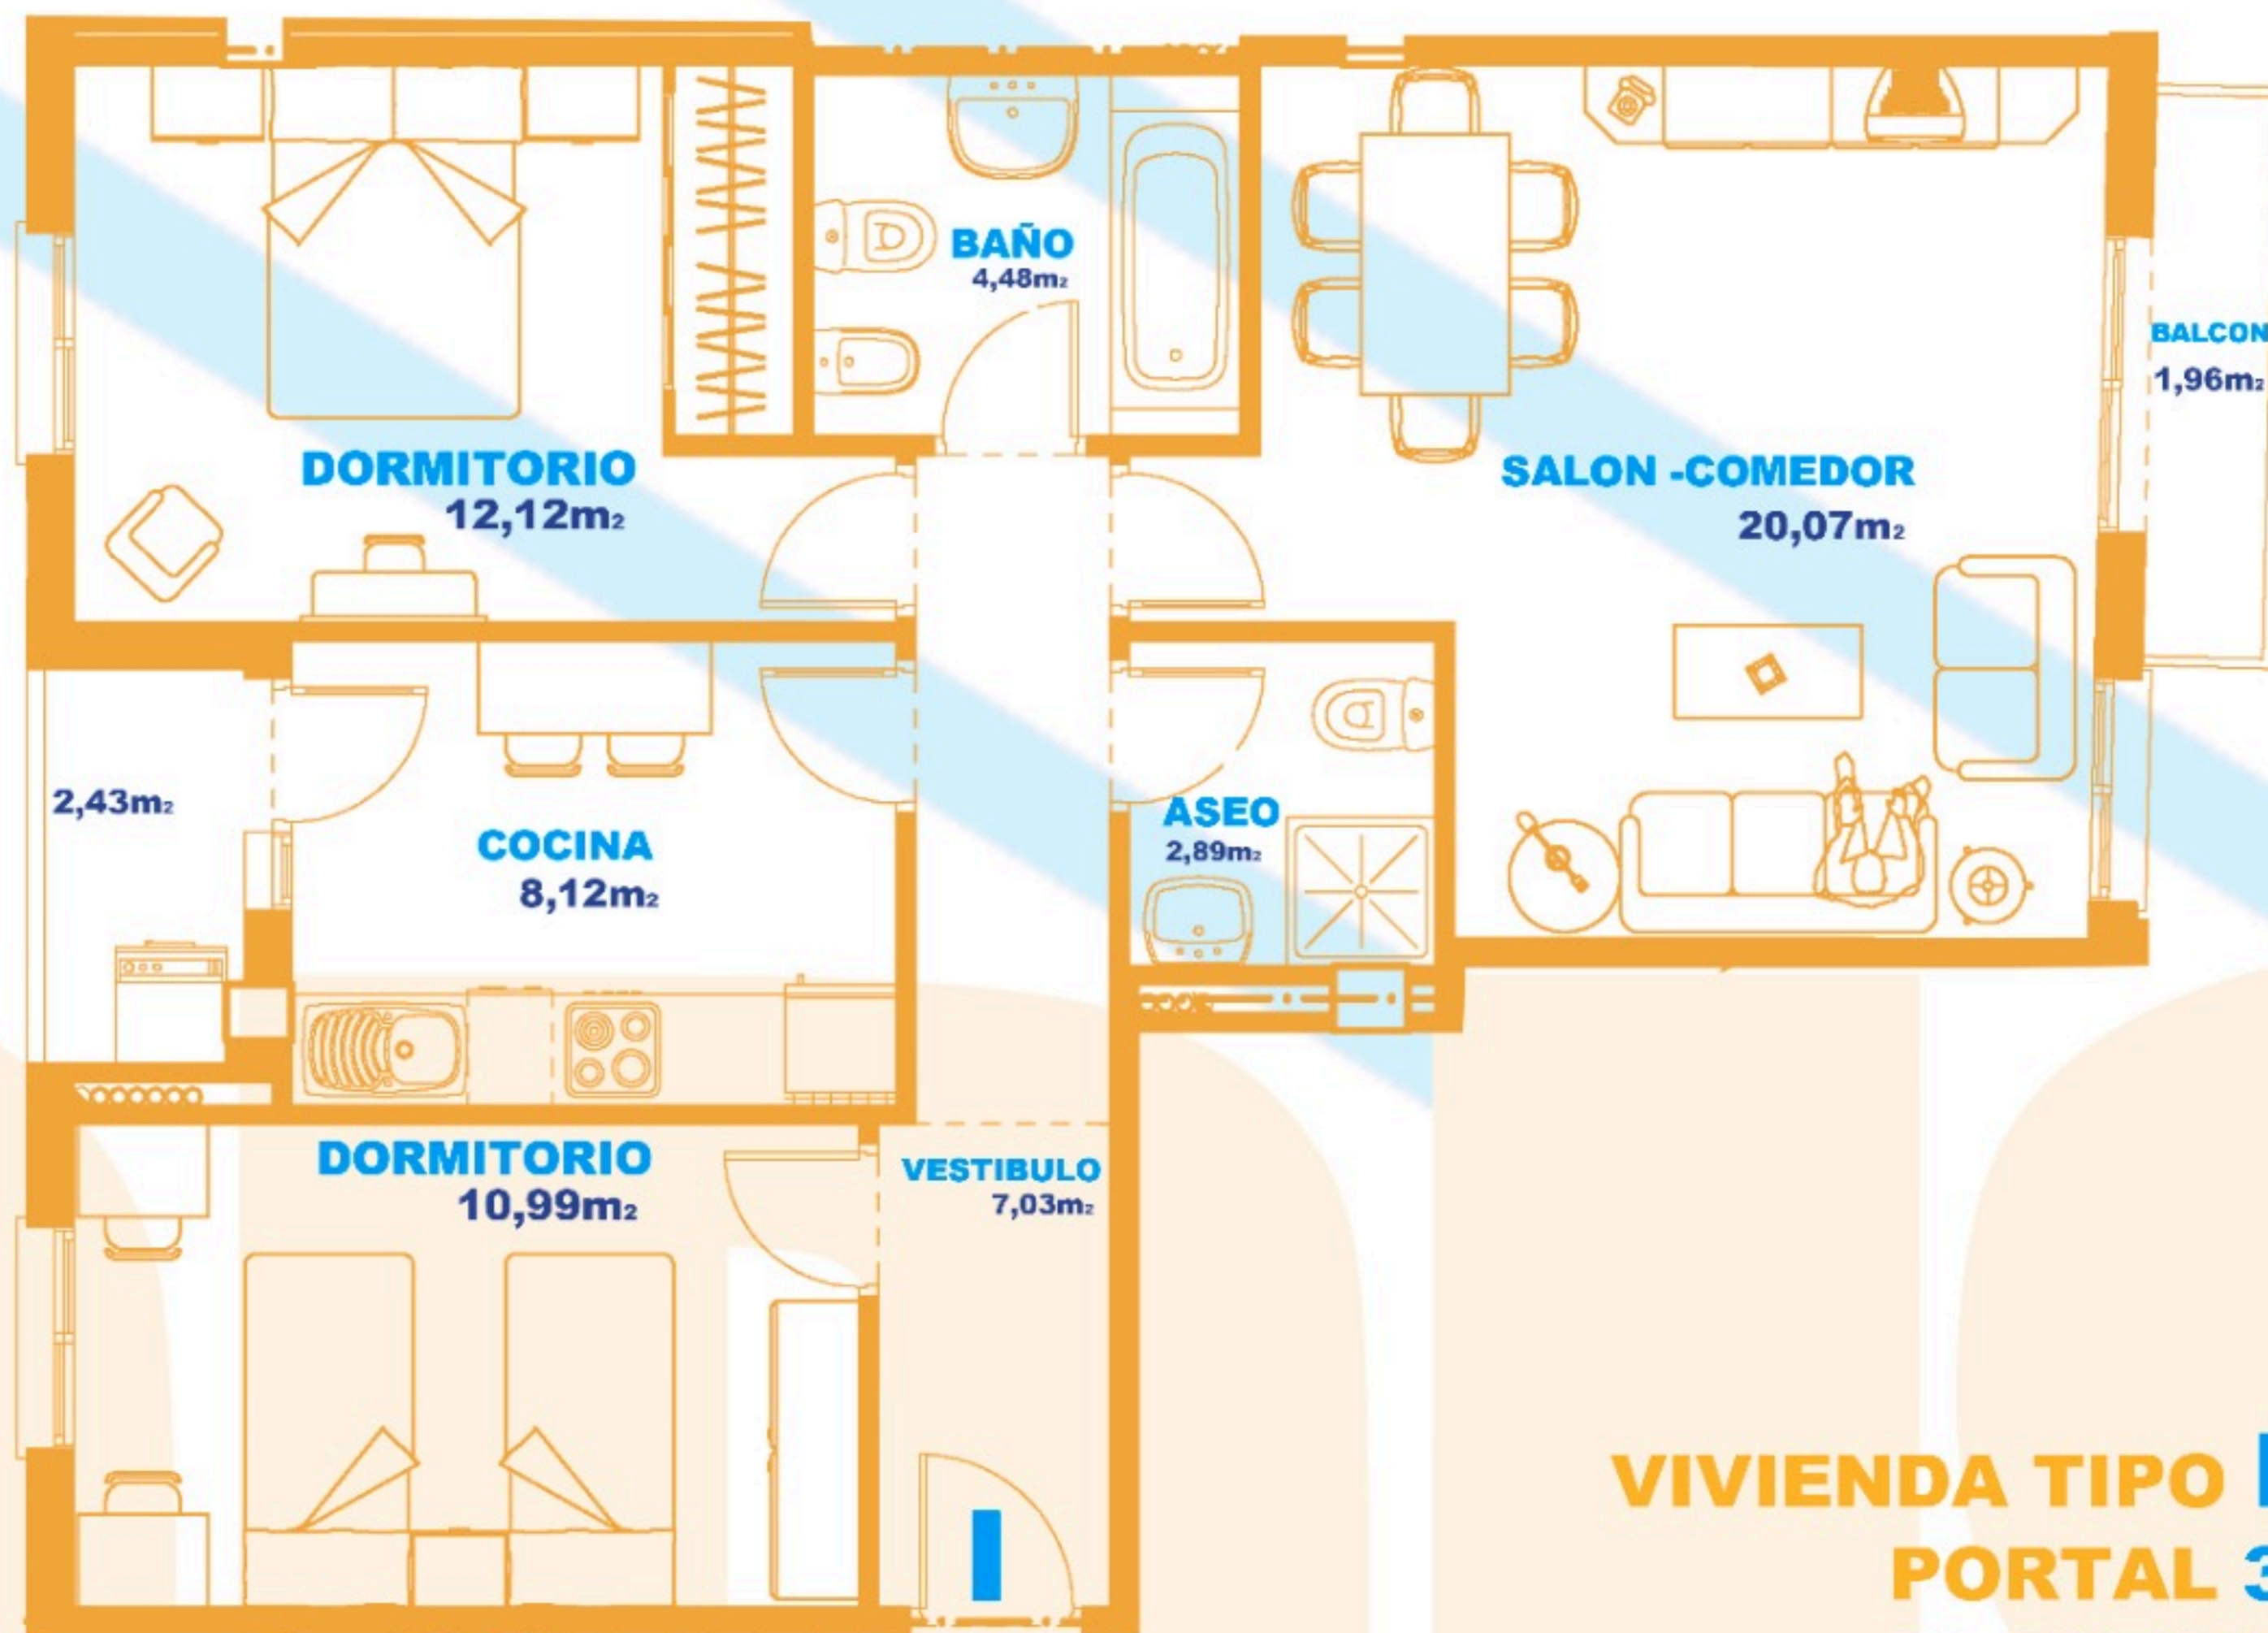 BAÑO
4,48m2
BALCON
1,96m2
DORMITORIO
12,12m2
SALON -COMEDOR
20,07m2
2,43m2
COCINA
8,12m2
ASEO
2,89m2
DORMITORIO
10,99m2
VESTIBULO
7,03m2
VIVIENDA TIPO
PORTAL 3